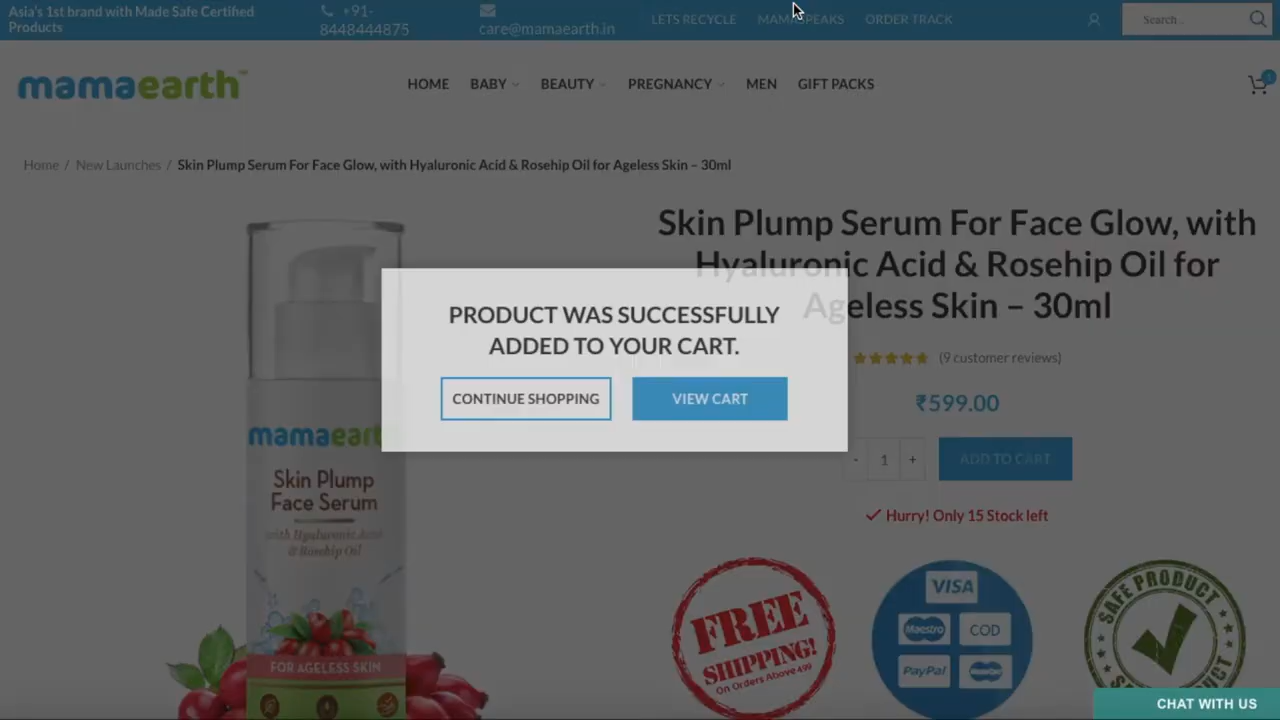 Asia's 1st brand with Made Safe Certified
Products
+91-
8448444875
care@mamaearth.in
LETS RECYCLE
MAMASPEAKS
ORDER TRACK
Search..
mamaearth™
HOME
BABY
BEAUTY
PREGNANCY
MEN
GIFT PACKS
1
Home / New Launches / Skin Plump Serum For Face Glow, with Hyaluronic Acid & Rosehip Oil for Ageless Skin – 30ml
Skin Plump Serum For Face Glow, with
Hyaluronic Acid & Rosehip Oil for
Ageless Skin – 30ml
PRODUCT WAS SUCCESSFULLY
ADDED TO YOUR CART.
CONTINUE SHOPPING
VIEW CART
(9 customer reviews)
₹599.00
- 1 +
ADD TO CART
Hurry! Only 15 Stock left
mamaeart
Skin Plump
Face Serum
with Hyaluronic Acid
& Rosehip Oil
FOR AGELESS SKIN
FREE
SHIPPING!
On Orders Above 499
VISA
Maestro
COD
PayPal
SAFE PRODUCT
CHAT WITH US